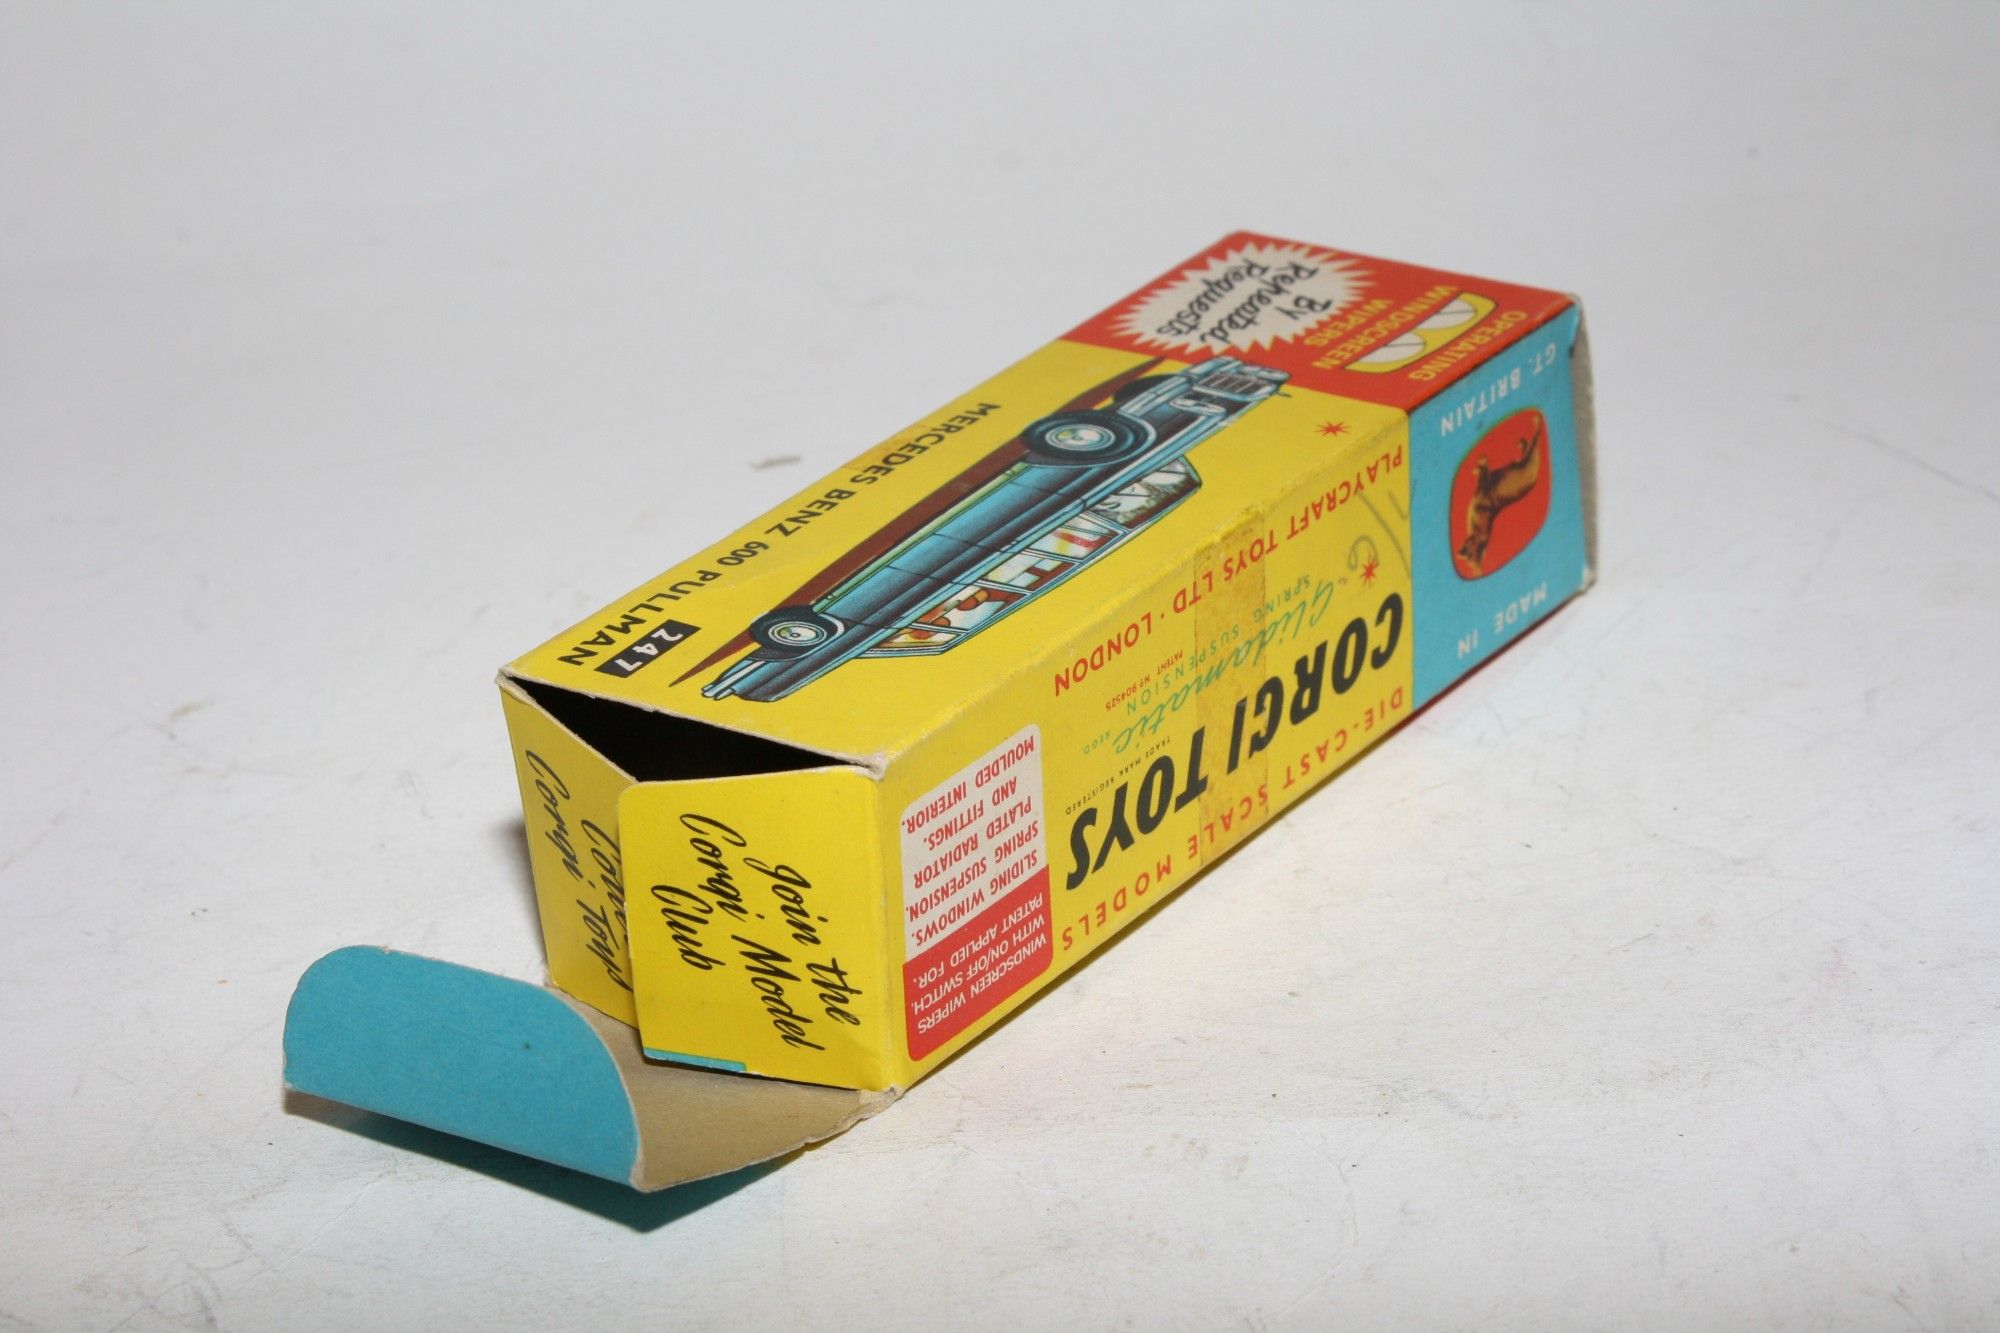 By
Repeated
Requests
OPERATING
WINDSCREEN
WIPERS
MERCEDES BENZ 600 PULLMAN
247
MADE IN
GT. BRITAIN
DIE-CAST SCALE MODELS
CORGI TOYS
TRADE MARK REGISTERED
Glidamatic REGD
SPRING SUSPENSION
PATENT Nº 904525
PLAYCRAFT TOYS LTD · LONDON
WINDSCREEN WIPERS
WITH ON/OFF SWITCH.
PATENT APPLIED FOR.
SLIDING WINDOWS.
SPRING SUSPENSION.
PLATED RADIATOR
AND FITTINGS.
MOULDED INTERIOR.
Join the
Corgi Model
Club
Corgi Toys